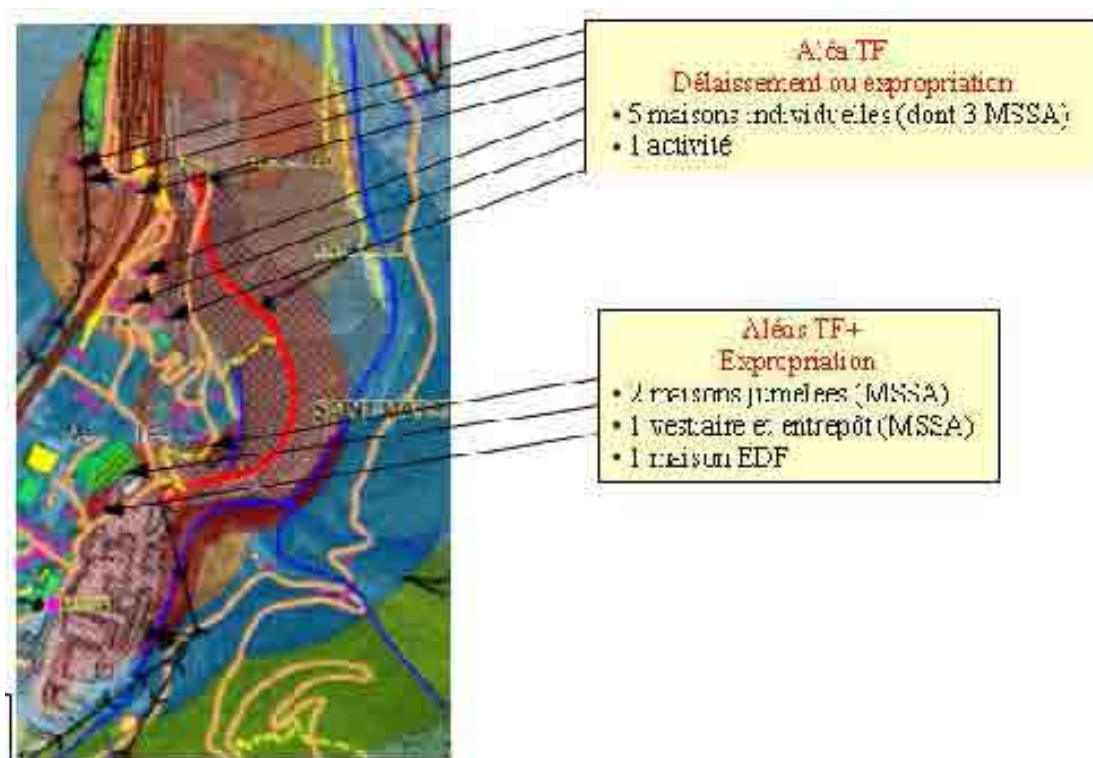 Aléa TF
Délaissement ou expropriation
• 5 maisons individuelles (dont 3 MSSA)
• 1 activité
Aléas TF+
Expropriation
• 2 maisons jumelées (MSSA)
• 1 vestiaire et entrepôt (MSSA)
• 1 maison EDF